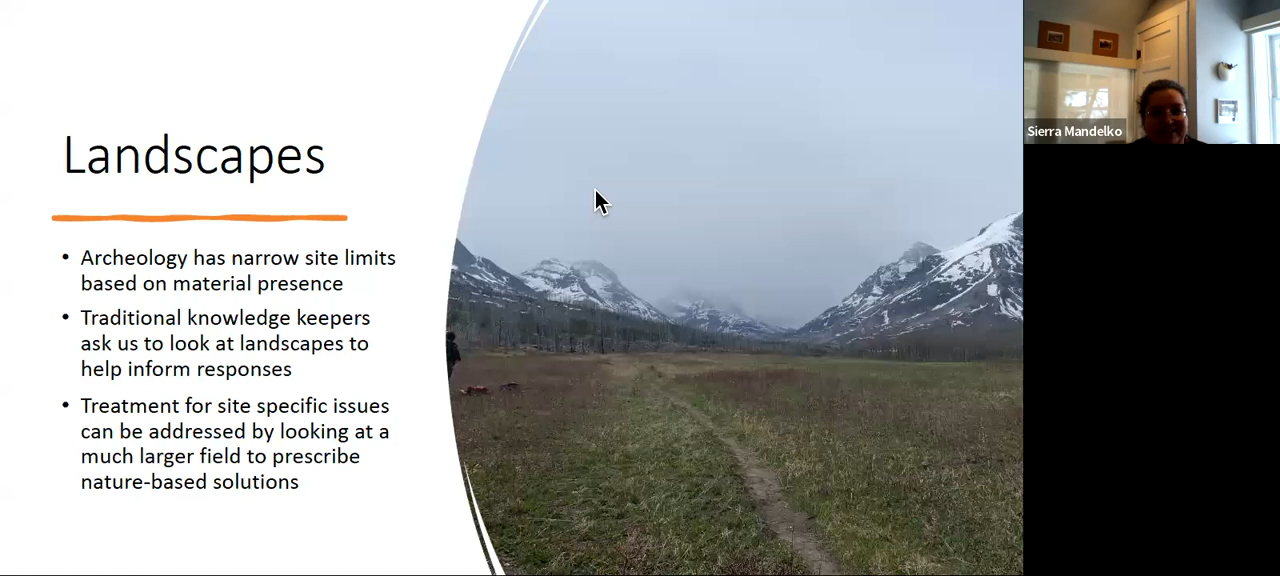 Landscapes
• Archeology has narrow site limits
based on material presence
• Traditional knowledge keepers
ask us to look at landscapes to
help inform responses
• Treatment for site specific issues
can be addressed by looking at a
much larger field to prescribe
nature-based solutions
Sierra Mandelko